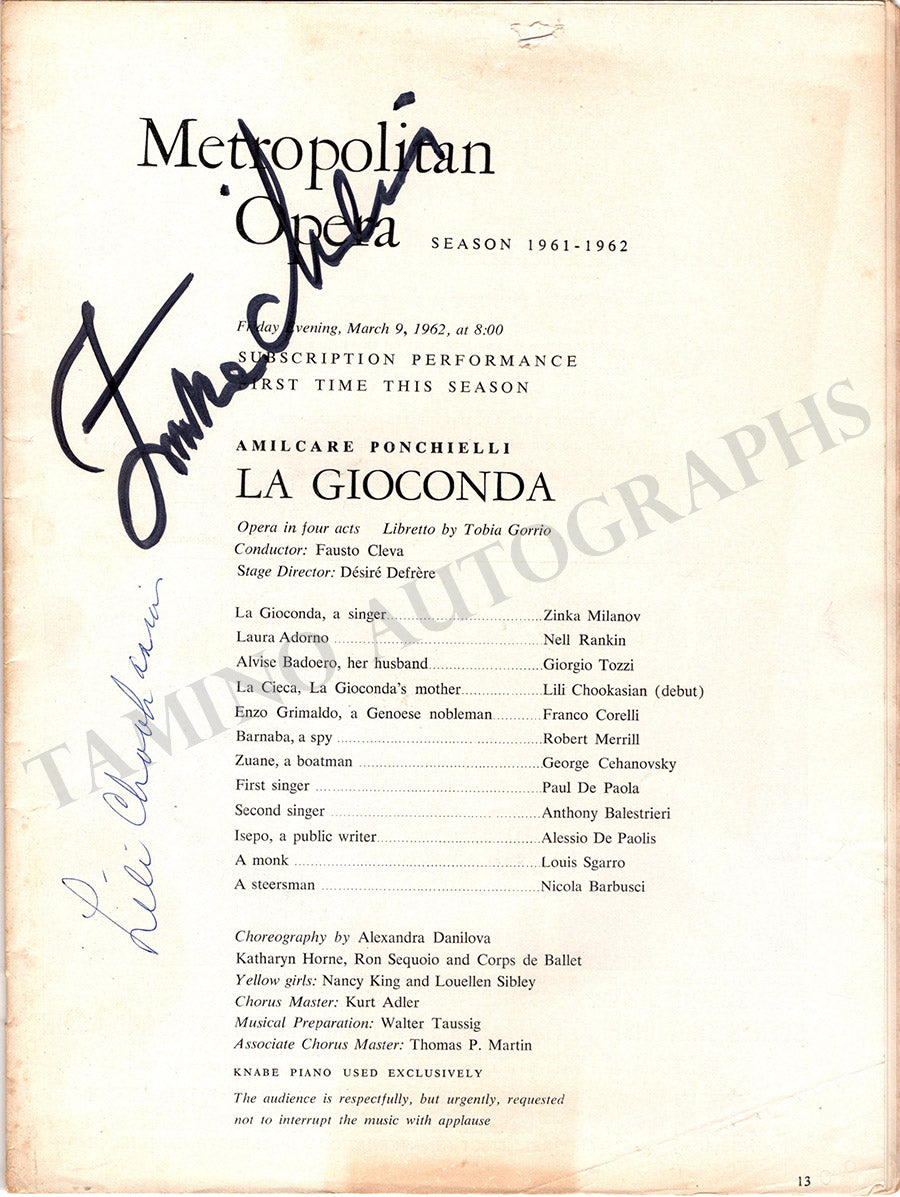 Metropolitan
Opera SEASON 1961-1962
Friday Evening, March 9, 1962, at 8:00
SUBSCRIPTION PERFORMANCE
FIRST TIME THIS SEASON
AMILCARE PONCHIELLI
LA GIOCONDA
Opera in four acts Libretto by Tobia Gorrio
Conductor: Fausto Cleva
Stage Director: Désiré Defrère
La Gioconda, a singer Zinka Milanov
Laura Adorno Nell Rankin
Alvise Badoero, her husband Giorgio Tozzi
La Cieca, La Gioconda's mother Lili Chookasian (debut)
Enzo Grimaldo, a Genoese nobleman Franco Corelli
Barnaba, a spy Robert Merrill
Zuane, a boatman George Cehanovsky
First singer Paul De Paola
Second singer Anthony Balestrieri
Isepo, a public writer Alessio De Paolis
A monk Louis Sgarro
A steersman Nicola Barbusci
Choreography by Alexandra Danilova
Katharyn Horne, Ron Sequoio and Corps de Ballet
Yellow girls: Nancy King and Louellen Sibley
Chorus Master: Kurt Adler
Musical Preparation: Walter Taussig
Associate Chorus Master: Thomas P. Martin
KNABE PIANO USED EXCLUSIVELY
The audience is respectfully, but urgently, requested
not to interrupt the music with applause
13
Zinka Milanov
Lili Chookasian
TAMINO AUTOGRAPHS